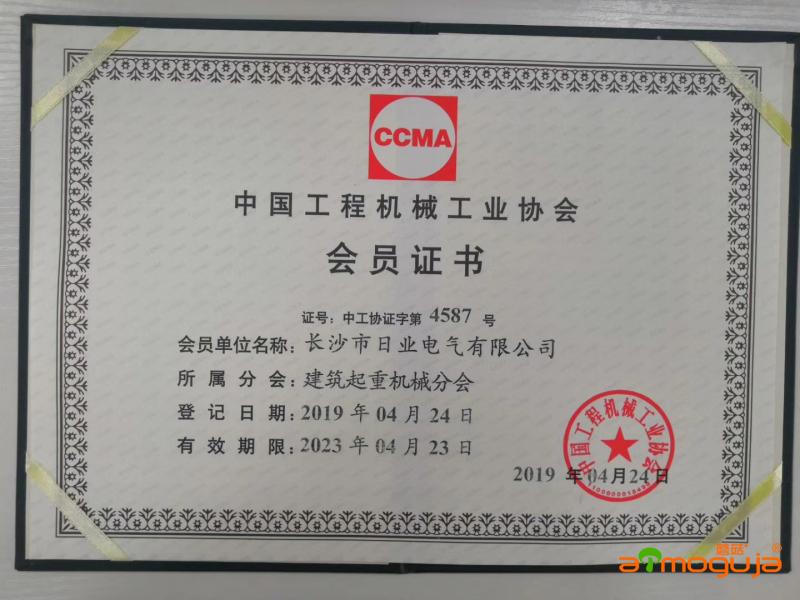 CCMA
中国工程机械工业协会
会员证书
证号：中工协证字第 4587 号
会员单位名称：长沙市日业电气有限公司
所属分会：建筑起重机械分会
登记日期：2019 年 04 月 24 日
有效期限：2023 年 04 月 23 日
中国工程机械工业协会
2019 年 04 月 24 日
蘑菇
aimoguja®